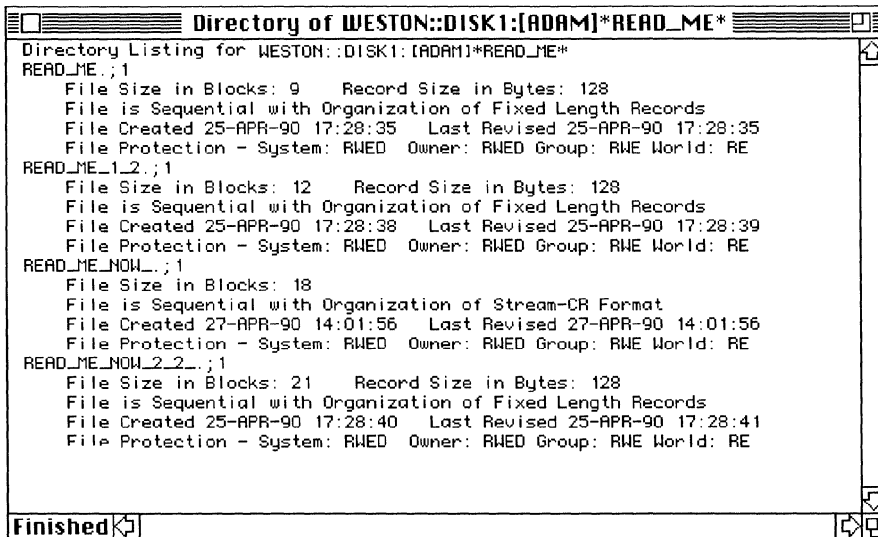 Directory of WESTON::DISK1:[ADAM]*READ_ME*
Directory Listing for WESTON::DISK1:[ADAM]*READ_ME*
READ_ME.;1
File Size in Blocks: 9 Record Size in Bytes: 128
File is Sequential with Organization of Fixed Length Records
File Created 25-APR-90 17:28:35 Last Revised 25-APR-90 17:28:35
File Protection - System: RWED Owner: RWED Group: RWE World: RE
READ_ME_1_2.;1
File Size in Blocks: 12 Record Size in Bytes: 128
File is Sequential with Organization of Fixed Length Records
File Created 25-APR-90 17:28:38 Last Revised 25-APR-90 17:28:39
File Protection - System: RWED Owner: RWED Group: RWE World: RE
READ_ME_NOW_.;1
File Size in Blocks: 18
File is Sequential with Organization of Stream-CR Format
File Created 27-APR-90 14:01:56 Last Revised 27-APR-90 14:01:56
File Protection - System: RWED Owner: RWED Group: RWE World: RE
READ_ME_NOW_2_2_.;1
File Size in Blocks: 21 Record Size in Bytes: 128
File is Sequential with Organization of Fixed Length Records
File Created 25-APR-90 17:28:40 Last Revised 25-APR-90 17:28:41
File Protection - System: RWED Owner: RWED Group: RWE World: RE
Finished